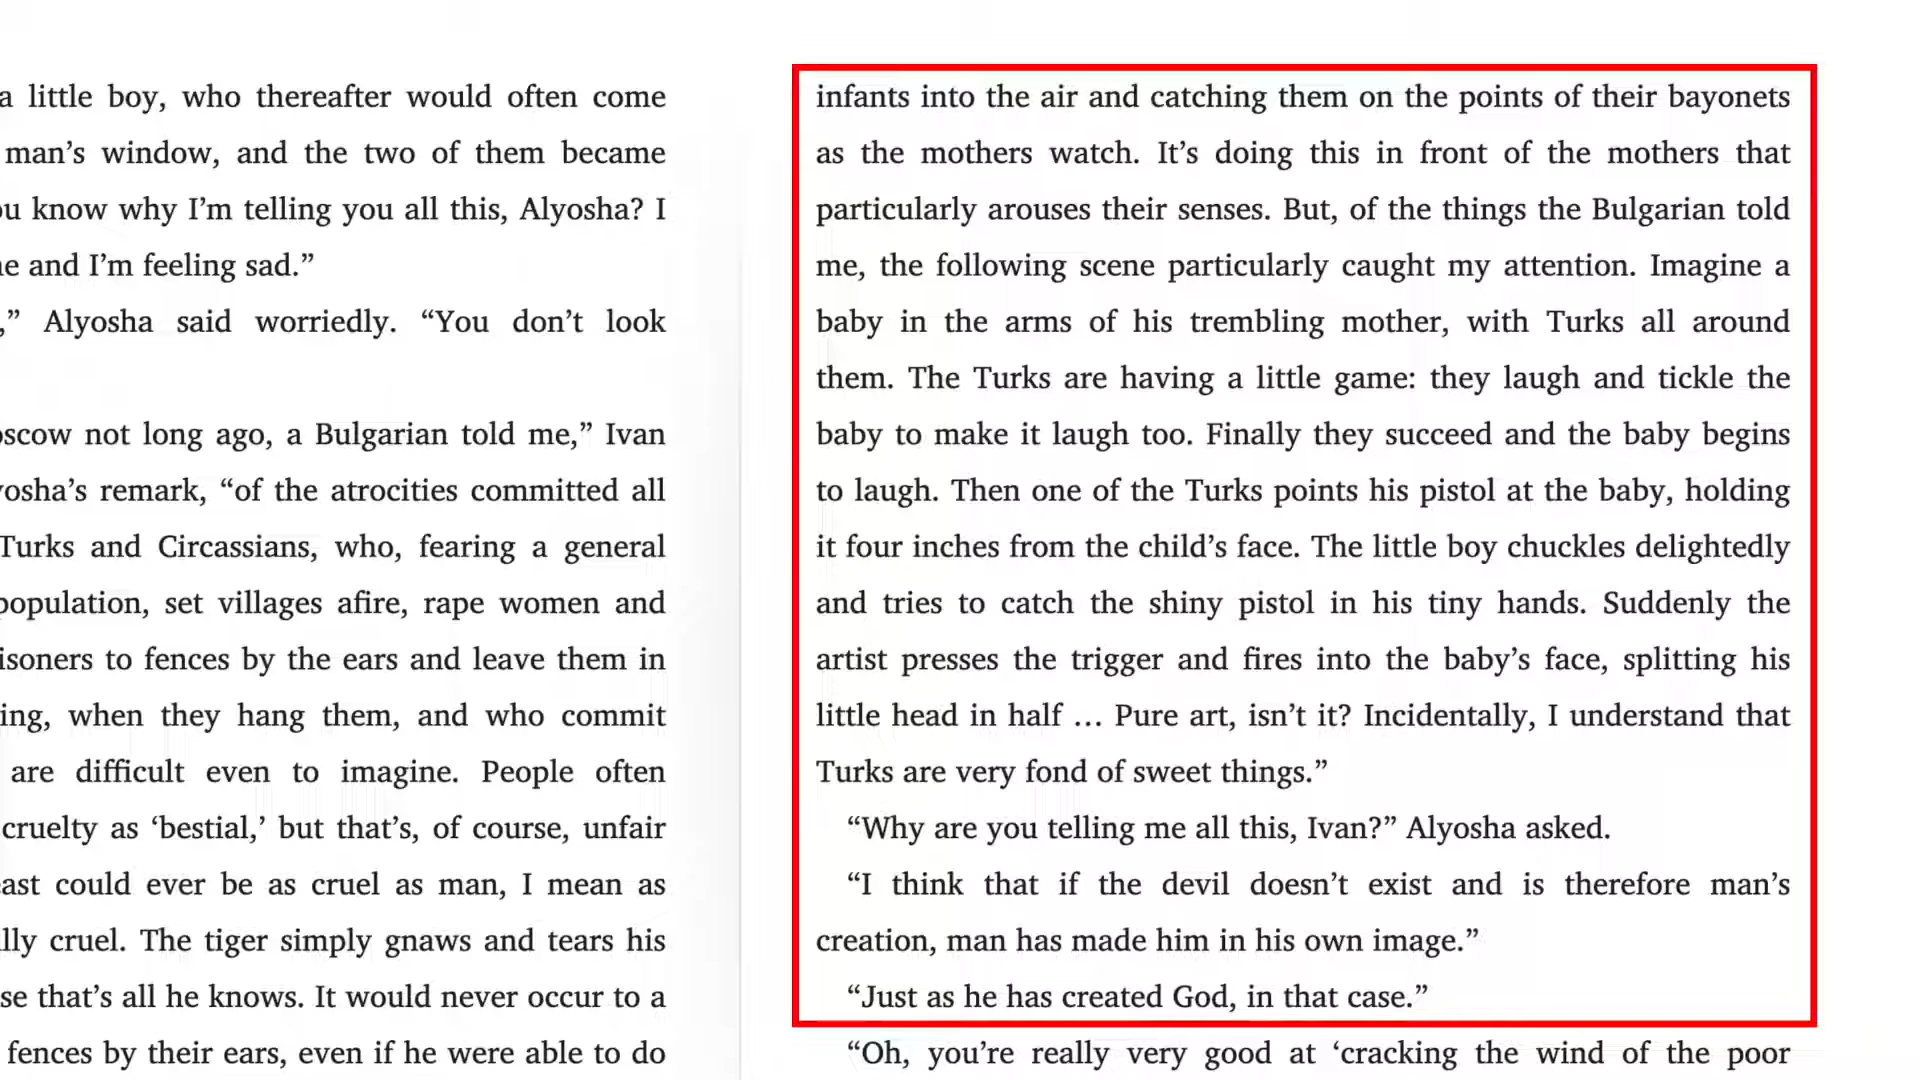 a little boy, who thereafter would often come
man’s window, and the two of them became
know why I’m telling you all this, Alyosha? I
and I’m feeling sad.”
Alyosha said worriedly. “You don’t look
not long ago, a Bulgarian told me,” Ivan
remark, “of the atrocities committed all
Turks and Circassians, who, fearing a general
population, set villages afire, rape women and
to fences by the ears and leave them in
when they hang them, and who commit
are difficult even to imagine. People often
cruelty as ‘bestial,’ but that’s, of course, unfair
could ever be as cruel as man, I mean as
cruel. The tiger simply gnaws and tears his
that’s all he knows. It would never occur to a
fences by their ears, even if he were able to do
infants into the air and catching them on the points of their bayonets
as the mothers watch. It’s doing this in front of the mothers that
particularly arouses their senses. But, of the things the Bulgarian told
me, the following scene particularly caught my attention. Imagine a
baby in the arms of his trembling mother, with Turks all around
them. The Turks are having a little game: they laugh and tickle the
baby to make it laugh too. Finally they succeed and the baby begins
to laugh. Then one of the Turks points his pistol at the baby, holding
it four inches from the child’s face. The little boy chuckles delightedly
and tries to catch the shiny pistol in his tiny hands. Suddenly the
artist presses the trigger and fires into the baby’s face, splitting his
little head in half … Pure art, isn’t it? Incidentally, I understand that
Turks are very fond of sweet things.”
“Why are you telling me all this, Ivan?” Alyosha asked.
“I think that if the devil doesn’t exist and is therefore man’s
creation, man has made him in his own image.”
“Just as he has created God, in that case.”
“Oh, you’re really very good at ‘cracking the wind of the poor